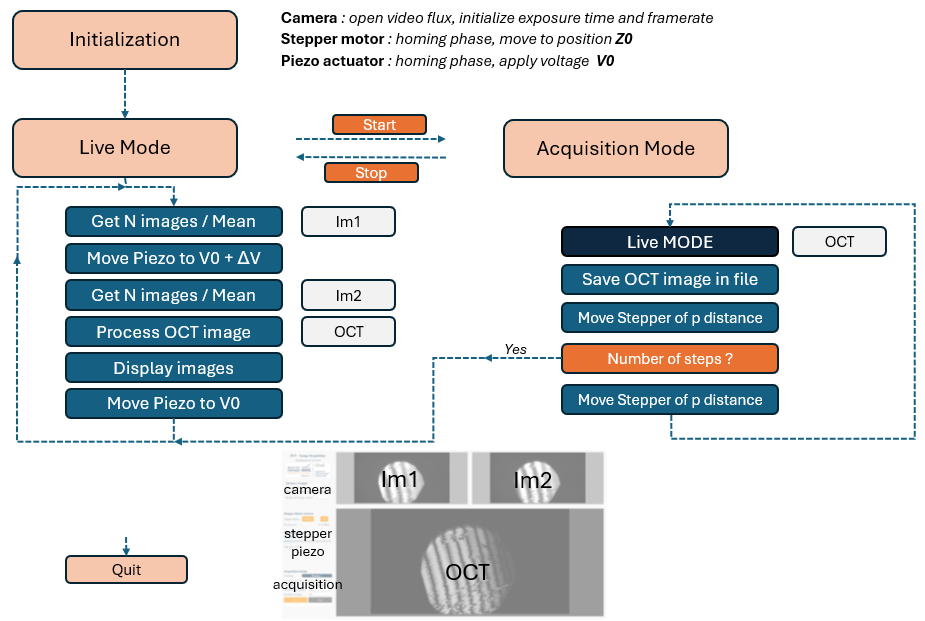 Initialization
Camera : open video flux, initialize exposure time and framerate
Stepper motor : homing phase, move to position Z0
Piezo actuator : homing phase, apply voltage V0
Live Mode
Start
Stop
Acquisition Mode
Get N images / Mean
Im1
Move Piezo to V0 + ΔV
Get N images / Mean
Im2
Process OCT image
OCT
Display images
Move Piezo to V0
Live MODE
OCT
Save OCT image in file
Move Stepper of p distance
Yes
Number of steps ?
Move Stepper of p distance
camera
Im1
Im2
stepper
piezo
acquisition
OCT
Quit